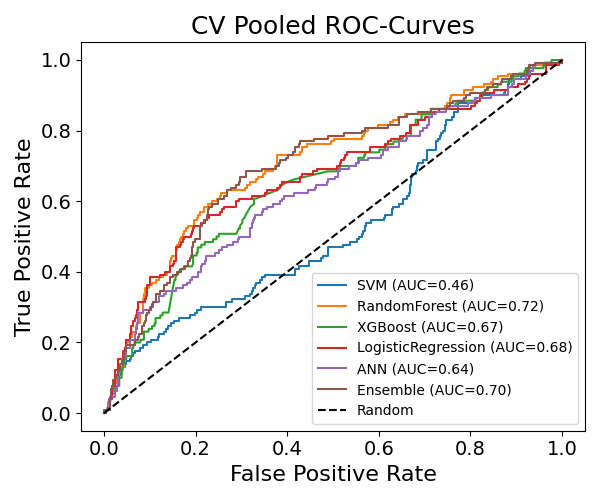 CV Pooled ROC-Curves
True Positive Rate
1.0
0.8
0.6
0.4
0.2
0.0
SVM (AUC=0.46)
RandomForest (AUC=0.72)
XGBoost (AUC=0.67)
LogisticRegression (AUC=0.68)
ANN (AUC=0.64)
Ensemble (AUC=0.70)
Random
0.0 0.2 0.4 0.6 0.8 1.0
False Positive Rate